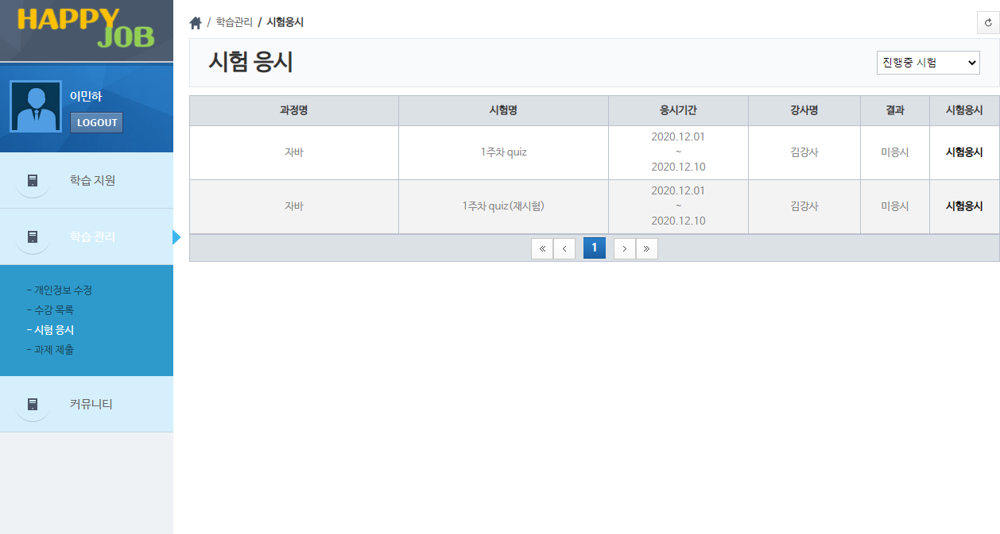 HAPPY
JOB
이민하
LOGOUT
학습 지원
학습 관리
- 개인정보 수정
- 수강 목록
- 시험 응시
- 과제 제출
커뮤니티
/ 학습관리 / 시험응시
시험 응시
진행중 시험
과정명 시험명 응시기간 강사명 결과 시험응시
자바 1주차 quiz 2020.12.01 ~ 2020.12.10 김강사 미응시 시험응시
자바 1주차 quiz(재시험) 2020.12.01 ~ 2020.12.10 김강사 미응시 시험응시
« ‹ 1 › »